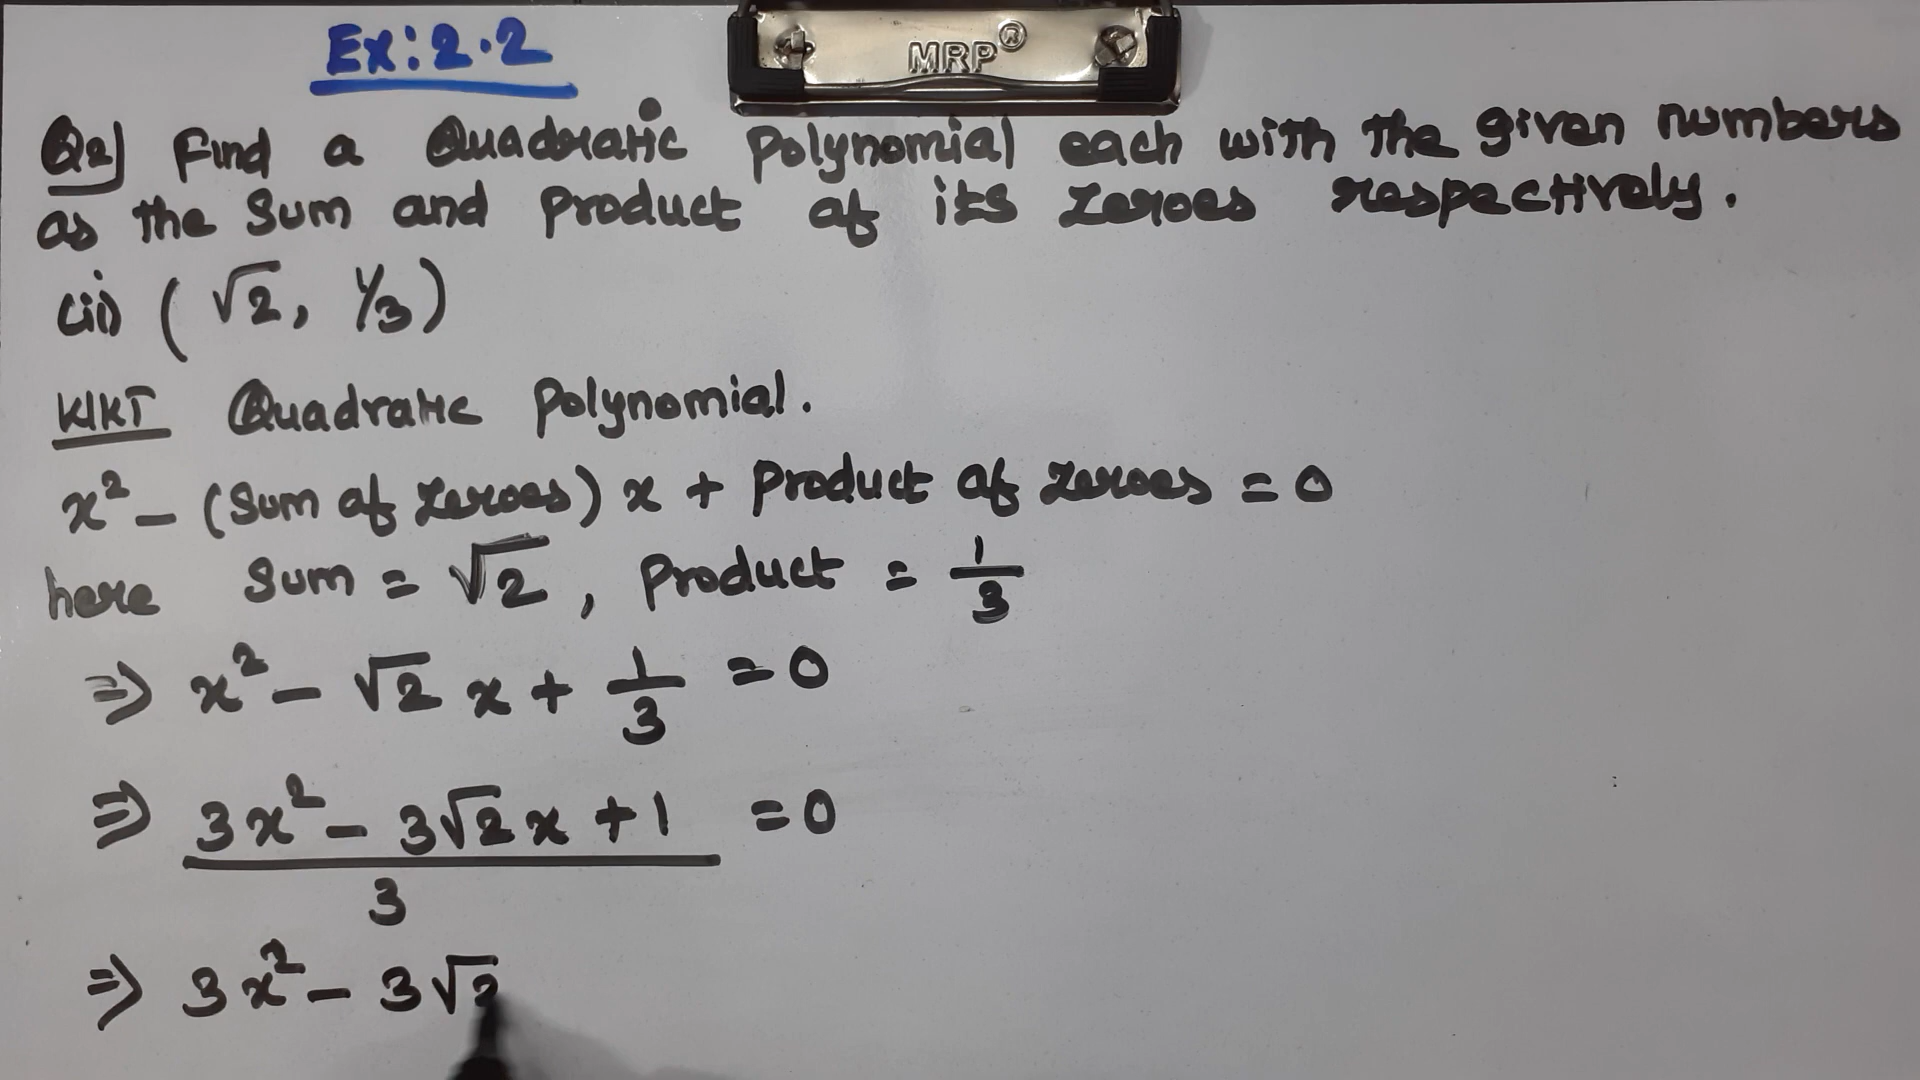 Ex: 2.2
MRP®
Q2) Find a Quadratic Polynomial each with the given numbers
as the Sum and Product of its Zeroes respectively.
(ii) (√2, 1/3)
KIKT Quadratic Polynomial.
x² - (Sum of Zeroes) x + Product of Zeroes = 0
here Sum = √2, Product = 1/3
⇒ x² - √2 x + 1/3 = 0
⇒ (3x² - 3√2x + 1)/3 = 0
⇒ 3x² - 3√2